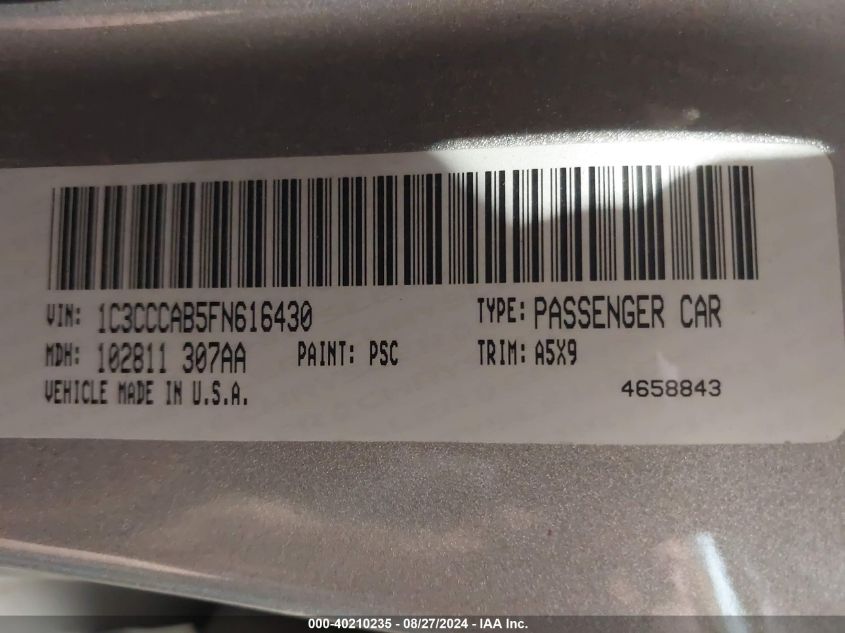 VIN: 1C3CCCAB5FN616430 TYPE: PASSENGER CAR
MDH: 102811 307AA PAINT: PSC TRIM: A5X9
VEHICLE MADE IN U.S.A. 4658843
000-40210235 - 08/27/2024 - IAA Inc.